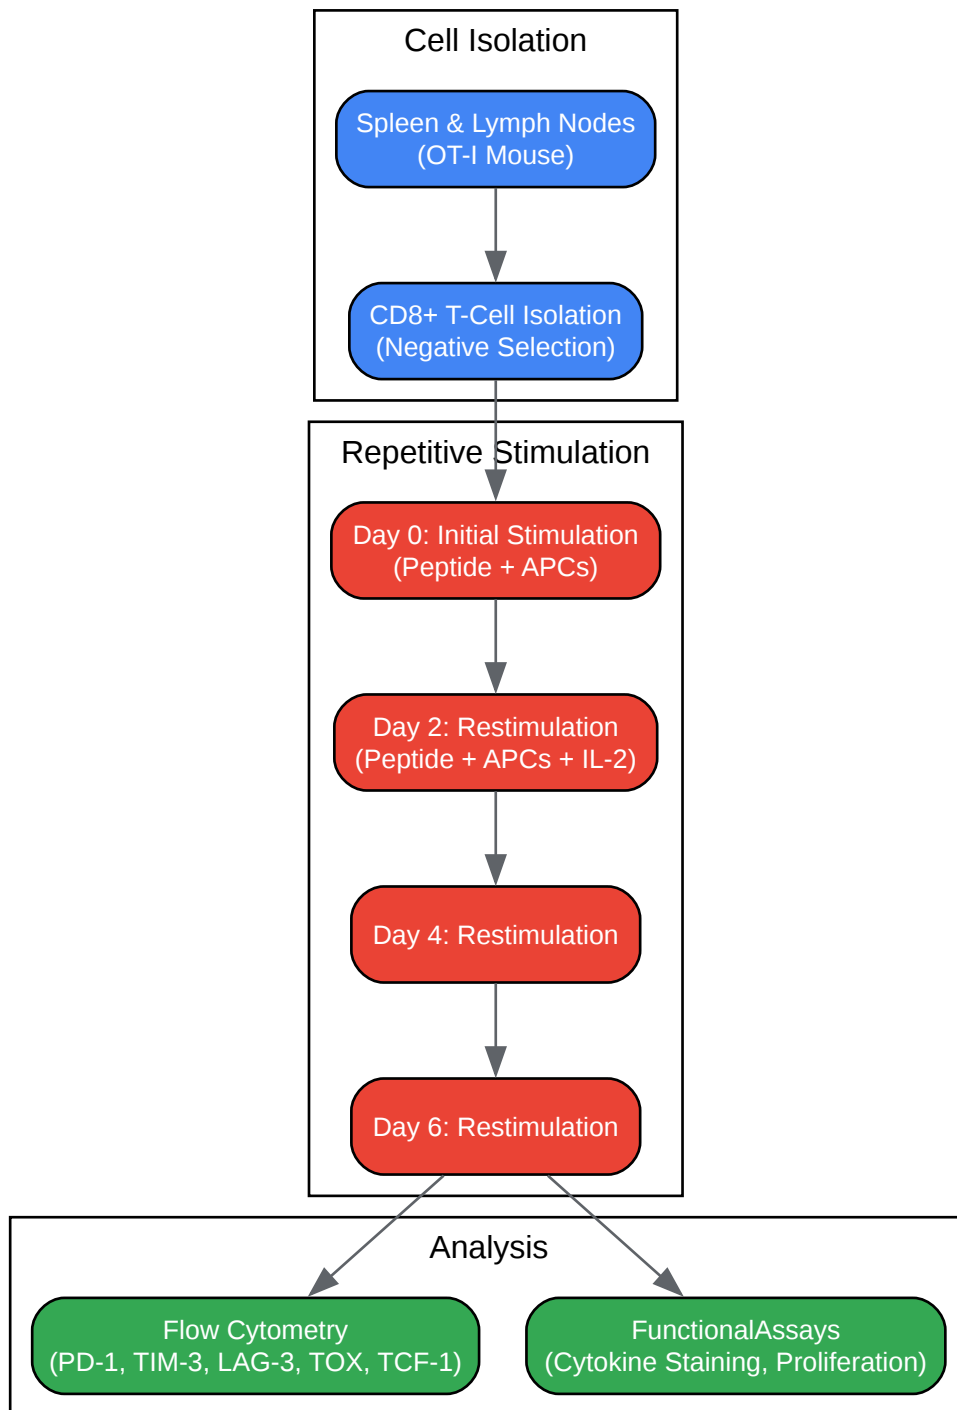 Cell Isolation
Spleen & Lymph Nodes
(OT-I Mouse)
CD8+ T-Cell Isolation
(Negative Selection)
Repetitive Stimulation
Day 0: Initial Stimulation
(Peptide + APCs)
Day 2: Restimulation
(Peptide + APCs + IL-2)
Day 4: Restimulation
Day 6: Restimulation
Analysis
Flow Cytometry
(PD-1, TIM-3, LAG-3, TOX, TCF-1)
FunctionalAssays
(Cytokine Staining, Proliferation)